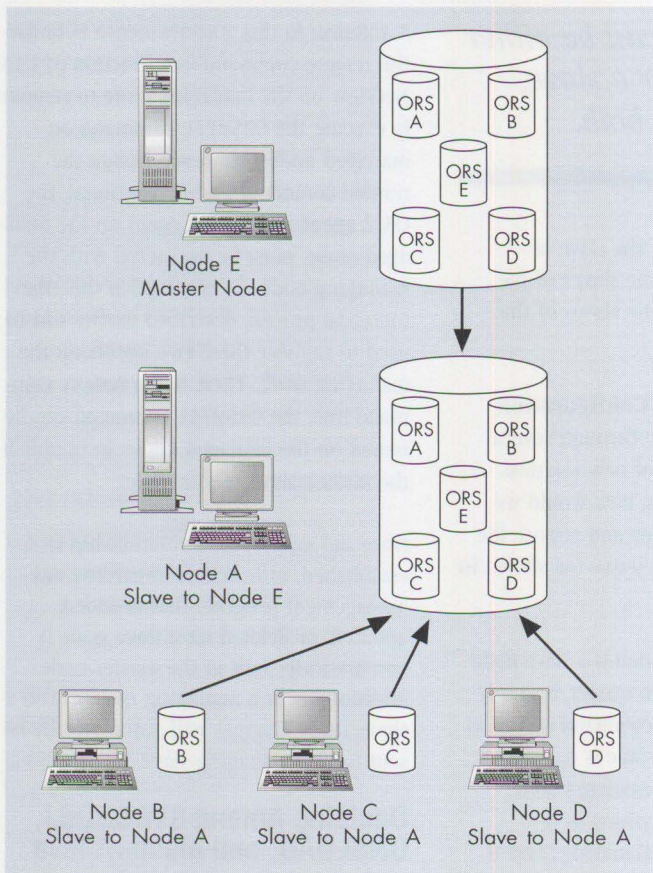 ORS
A
ORS
B
ORS
E
ORS
C
ORS
D
Node E
Master Node
ORS
A
ORS
B
ORS
E
ORS
C
ORS
D
Node A
Slave to Node E
ORS
B
ORS
C
ORS
D
Node B
Slave to Node A
Node C
Slave to Node A
Node D
Slave to Node A